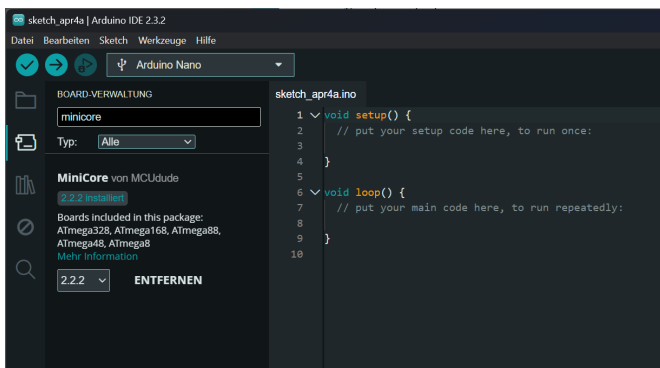 sketch_apr4a | Arduino IDE 2.3.2
Datei Bearbeiten Sketch Werkzeuge Hilfe
Arduino Nano
BOARD-VERWALTUNG
minicore
Typ: Alle
MiniCore von MCUdude
2.2.2 installiert
Boards included in this package:
ATmega328, ATmega168, ATmega88,
ATmega48, ATmega8
Mehr Information
2.2.2 ENTFERNEN
sketch_apr4a.ino
1 void setup() {
2 // put your setup code here, to run once:
3
4 }
5
6 void loop() {
7 // put your main code here, to run repeatedly:
8
9 }
10